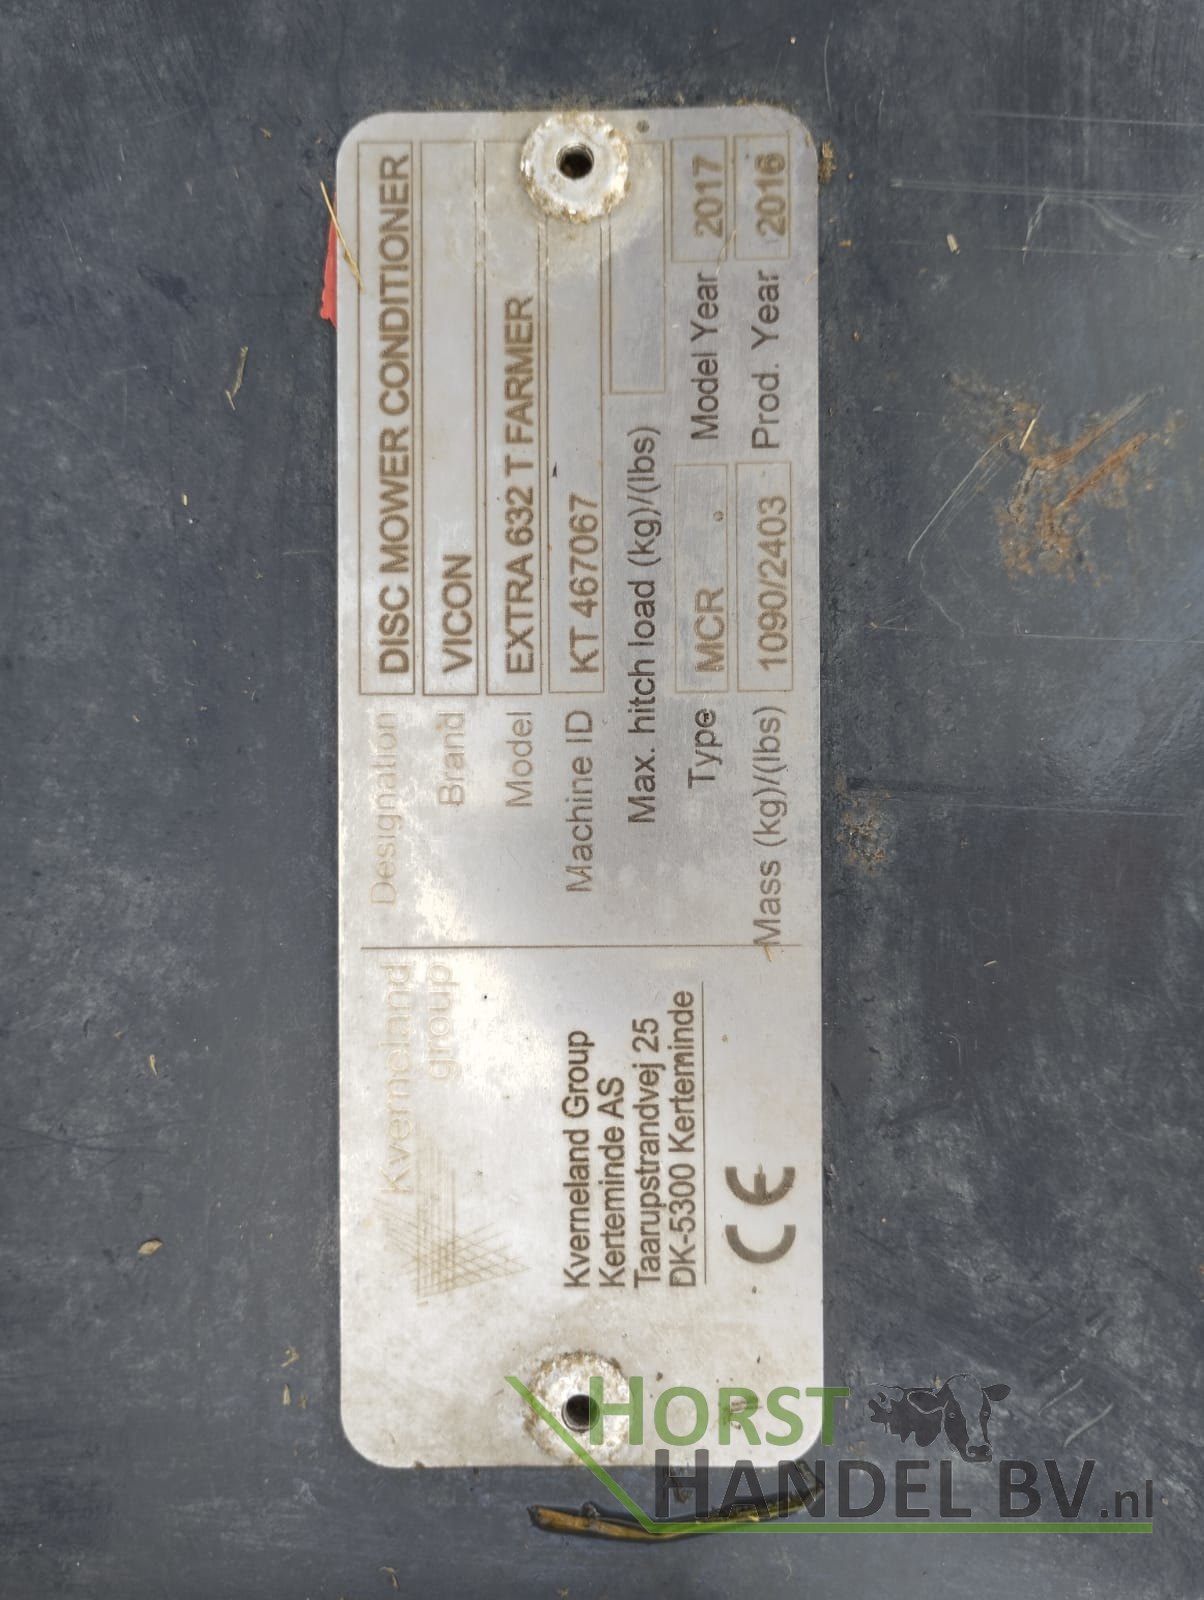 Kverneland
group
Kverneland Group
Kerteminde AS
Taarupstrandvej 25
DK-5300 Kerteminde
CE
Designation DISC MOWER CONDITIONER
Brand VICON
Model EXTRA 632 T FARMER
Machine ID KT 467067
Max. hitch load (kg)/(lbs)
Type MCR Model Year 2017
Mass (kg)/(lbs) 1090/2403 Prod. Year 2016
HORST
HANDEL BV.nl